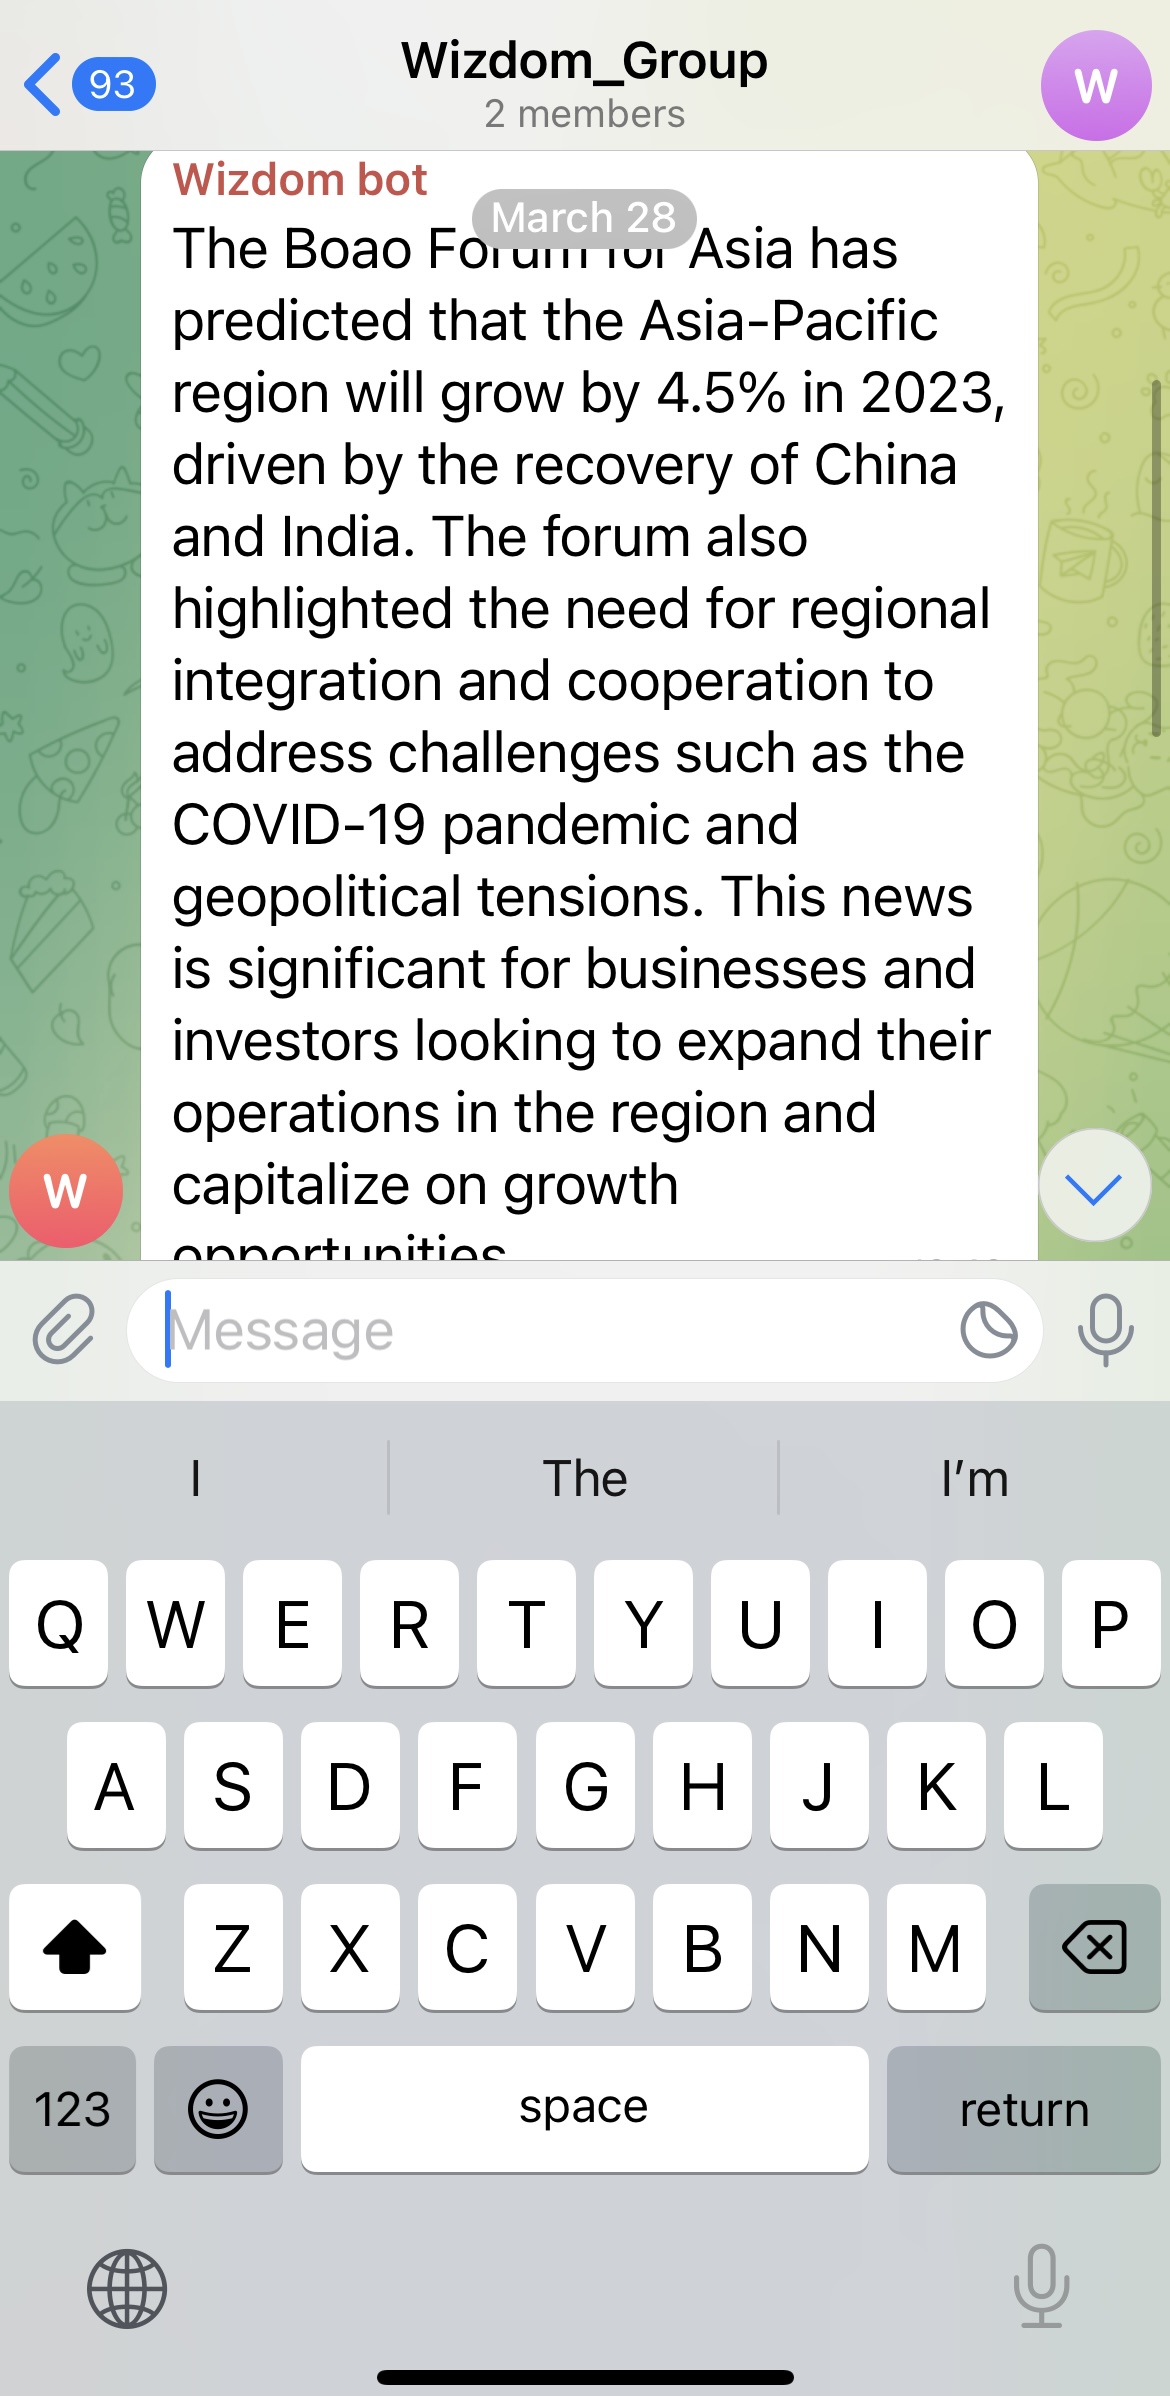 93
Wizdom_Group
2 members
W
Wizdom bot
March 28
The Boao Forum for Asia has
predicted that the Asia-Pacific
region will grow by 4.5% in 2023,
driven by the recovery of China
and India. The forum also
highlighted the need for regional
integration and cooperation to
address challenges such as the
COVID-19 pandemic and
geopolitical tensions. This news
is significant for businesses and
investors looking to expand their
operations in the region and
capitalize on growth
opportunities
W
Message
I The I'm
Q W E R T Y U I O P
A S D F G H J K L
Z X C V B N M
123 space return